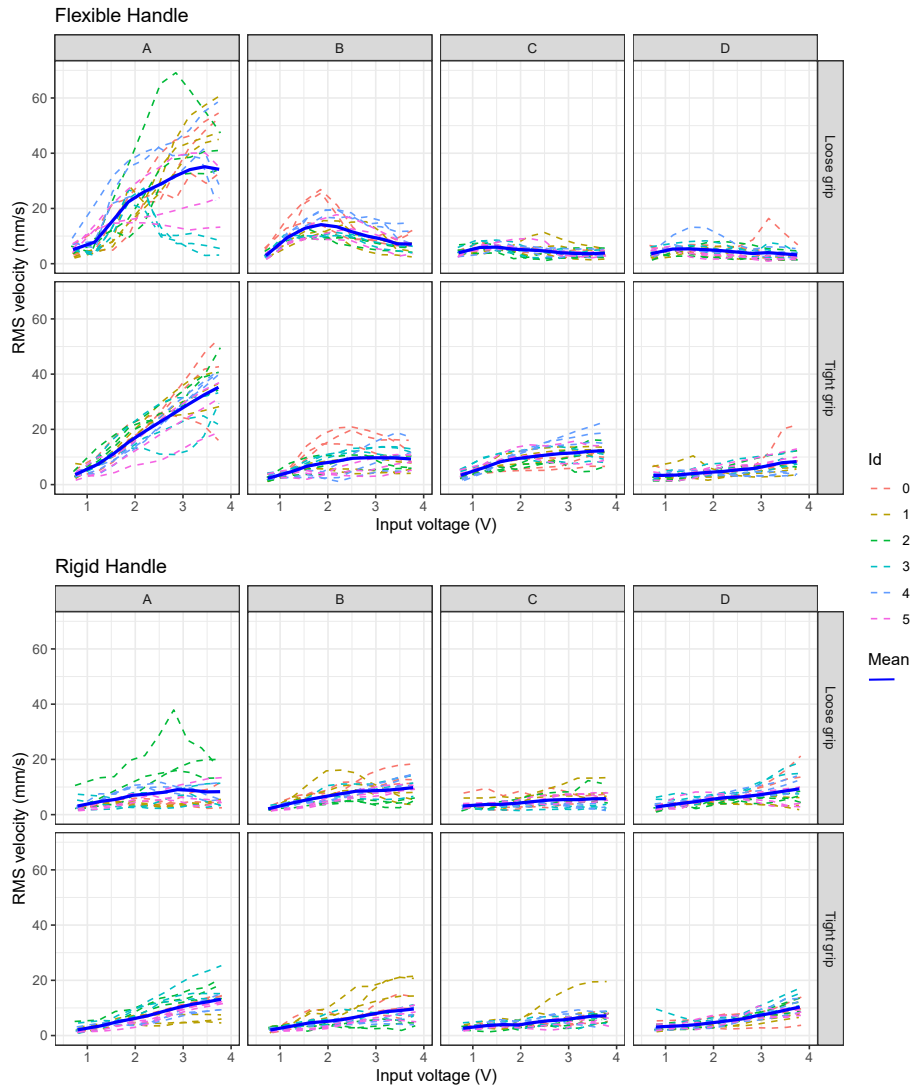 Flexible Handle
A B C D
60
40
20
0
Loose grip
60
40
20
0
Tight grip
RMS velocity (mm/s)
1 2 3 4 1 2 3 4 1 2 3 4 1 2 3 4
Input voltage (V)
Rigid Handle
A B C D
60
40
20
0
Loose grip
60
40
20
0
Tight grip
RMS velocity (mm/s)
1 2 3 4 1 2 3 4 1 2 3 4 1 2 3 4
Input voltage (V)
Id
0
1
2
3
4
5
Mean